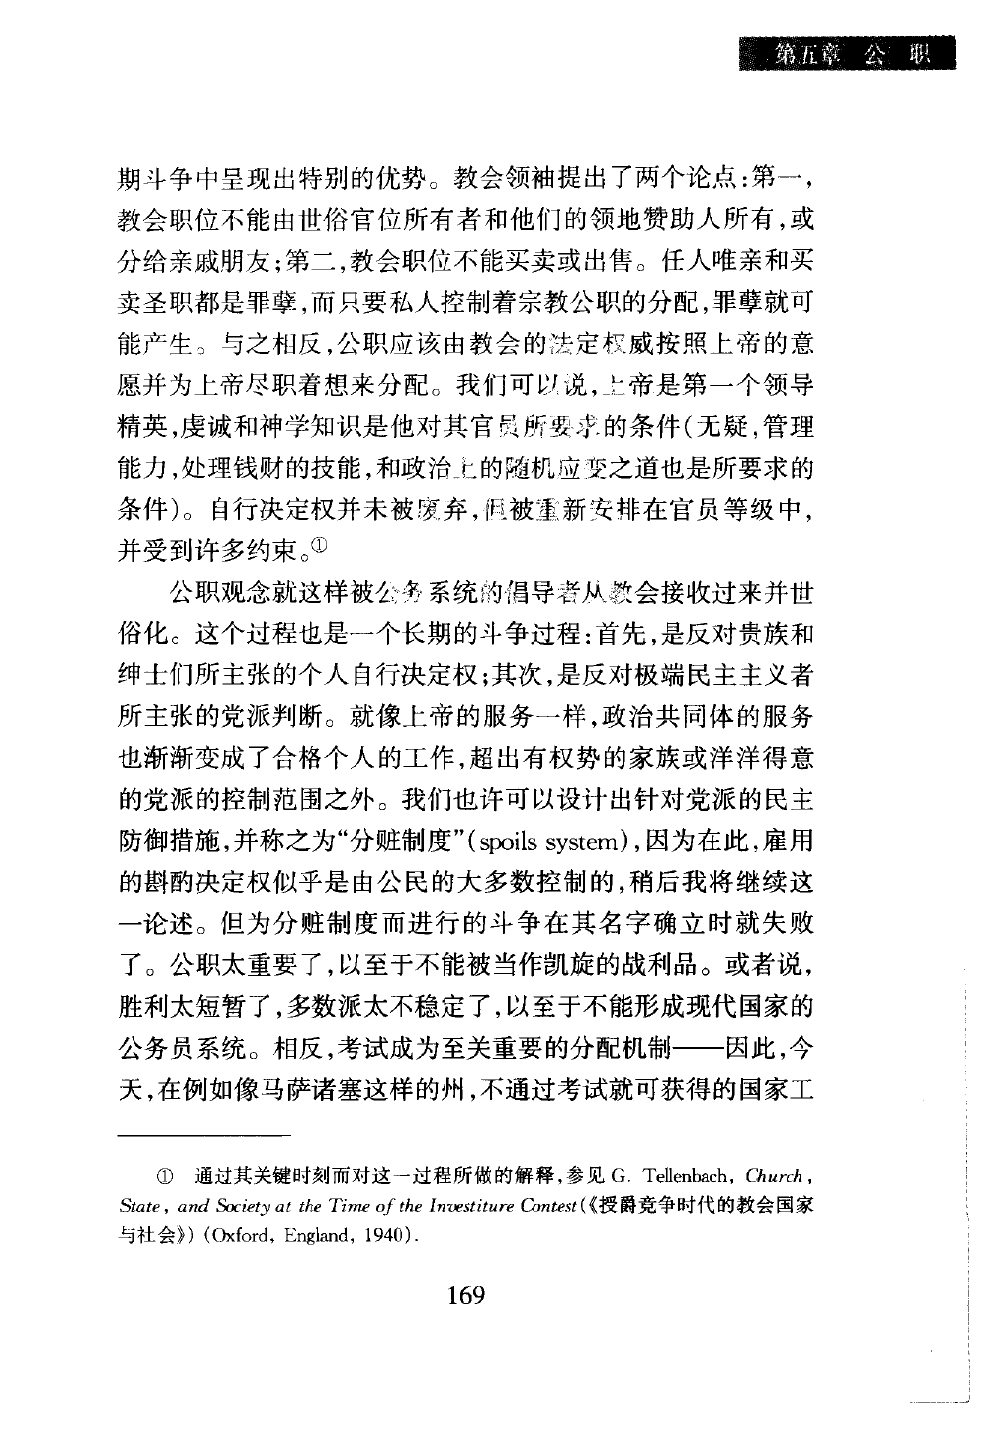 第五章 公 职
期斗争中呈现出特别的优势。教会领袖提出了两个论点:第一,
教会职位不能由世俗官位所有者和他们的领地赞助人所有,或
分给亲戚朋友;第二,教会职位不能买卖或出售。任人唯亲和买
卖圣职都是罪孽,而只要私人控制着宗教公职的分配,罪孽就可
能产生。与之相反,公职应该由教会的法定权威按照上帝的意
愿并为上帝尽职着想来分配。我们可以说,上帝是第一个领导
精英,虔诚和神学知识是他对其官员所要求的条件(无疑,管理
能力,处理钱财的技能,和政治上的随机应变之道也是所要求的
条件)。自行决定权并未被废弃,但被重新安排在官员等级中,
并受到许多约束。①
公职观念就这样被公务系统的倡导者从教会接收过来并世
俗化。这个过程也是一个长期的斗争过程:首先,是反对贵族和
绅士们所主张的个人自行决定权;其次,是反对极端民主主义者
所主张的党派判断。就像上帝的服务一样,政治共同体的服务
也渐渐变成了合格个人的工作,超出有权势的家族或洋洋得意
的党派的控制范围之外。我们也许可以设计出针对党派的民主
防御措施,并称之为“分赃制度”(spoils system),因为在此,雇用
的斟酌决定权似乎是由公民的大多数控制的,稍后我将继续这
一论述。但为分赃制度而进行的斗争在其名字确立时就失败
了。公职太重要了,以至于不能被当作凯旋的战利品。或者说,
胜利太短暂了,多数派太不稳定了,以至于不能形成现代国家的
公务员系统。相反,考试成为至关重要的分配机制——因此,今
天,在例如像马萨诸塞这样的州,不通过考试就可获得的国家工
① 通过其关键时刻而对这一过程所做的解释,参见 G. Tellenbach, Church,
State, and Society at the Time of the Investiture Contest(《授爵竞争时代的教会国家
与社会》) (Oxford, England, 1940).
169